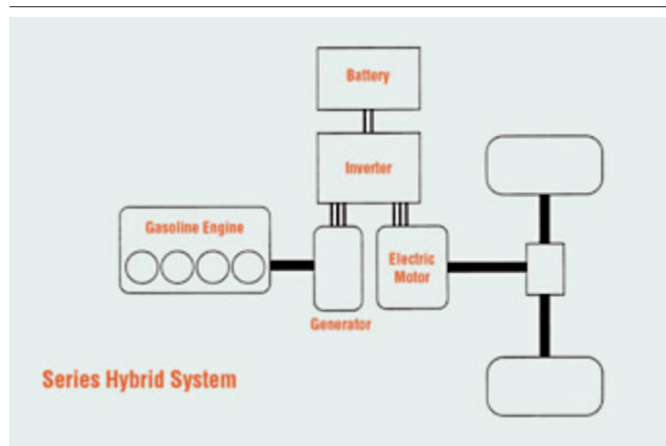 Battery
Inverter
Gasoline Engine
Electric
Motor
Generator
Series Hybrid System